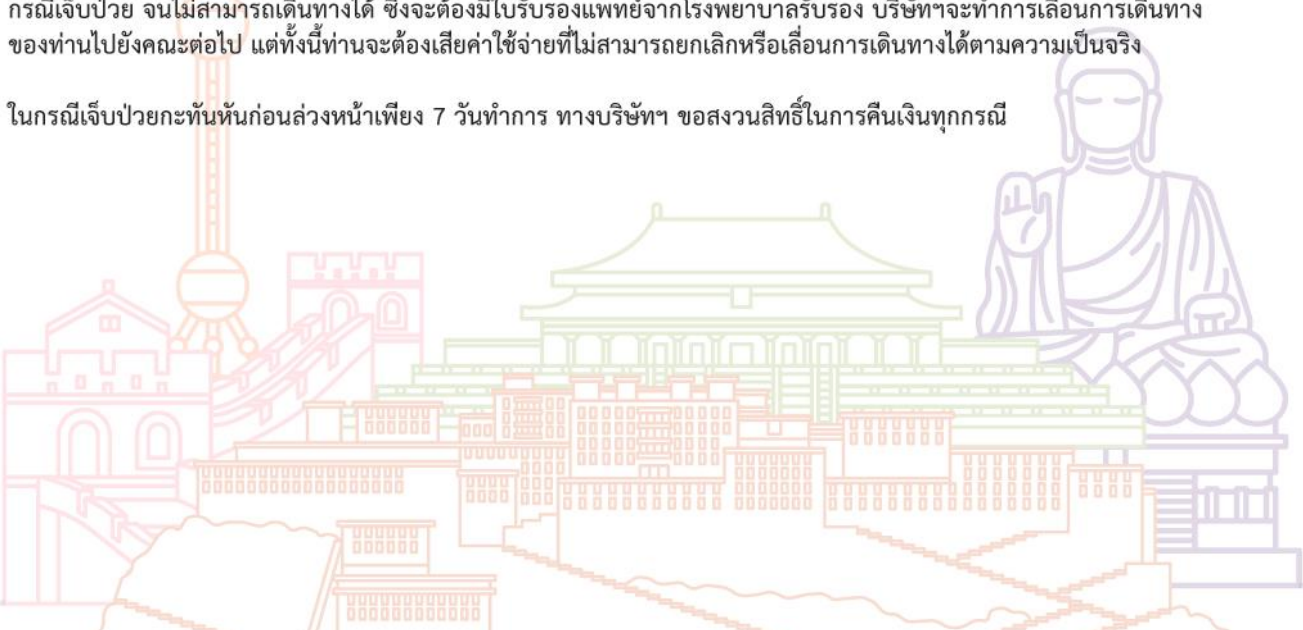 กรณีเจ็บป่วย จนไม่สามารถเดินทางได้ ซึ่งจะต้องมีใบรับรองแพทย์จากโรงพยาบาลรับรอง บริษัทฯจะทำการเลื่อนการเดินทาง
ของท่านไปยังคณะต่อไป แต่ทั้งนี้ท่านจะต้องเสียค่าใช้จ่ายที่ไม่สามารถยกเลิกหรือเลื่อนการเดินทางได้ตามความเป็นจริง
ในกรณีเจ็บป่วยกะทันหันก่อนล่วงหน้าเพียง 7 วันทำการ ทางบริษัทฯ ขอสงวนสิทธิ์ในการคืนเงินทุกกรณี